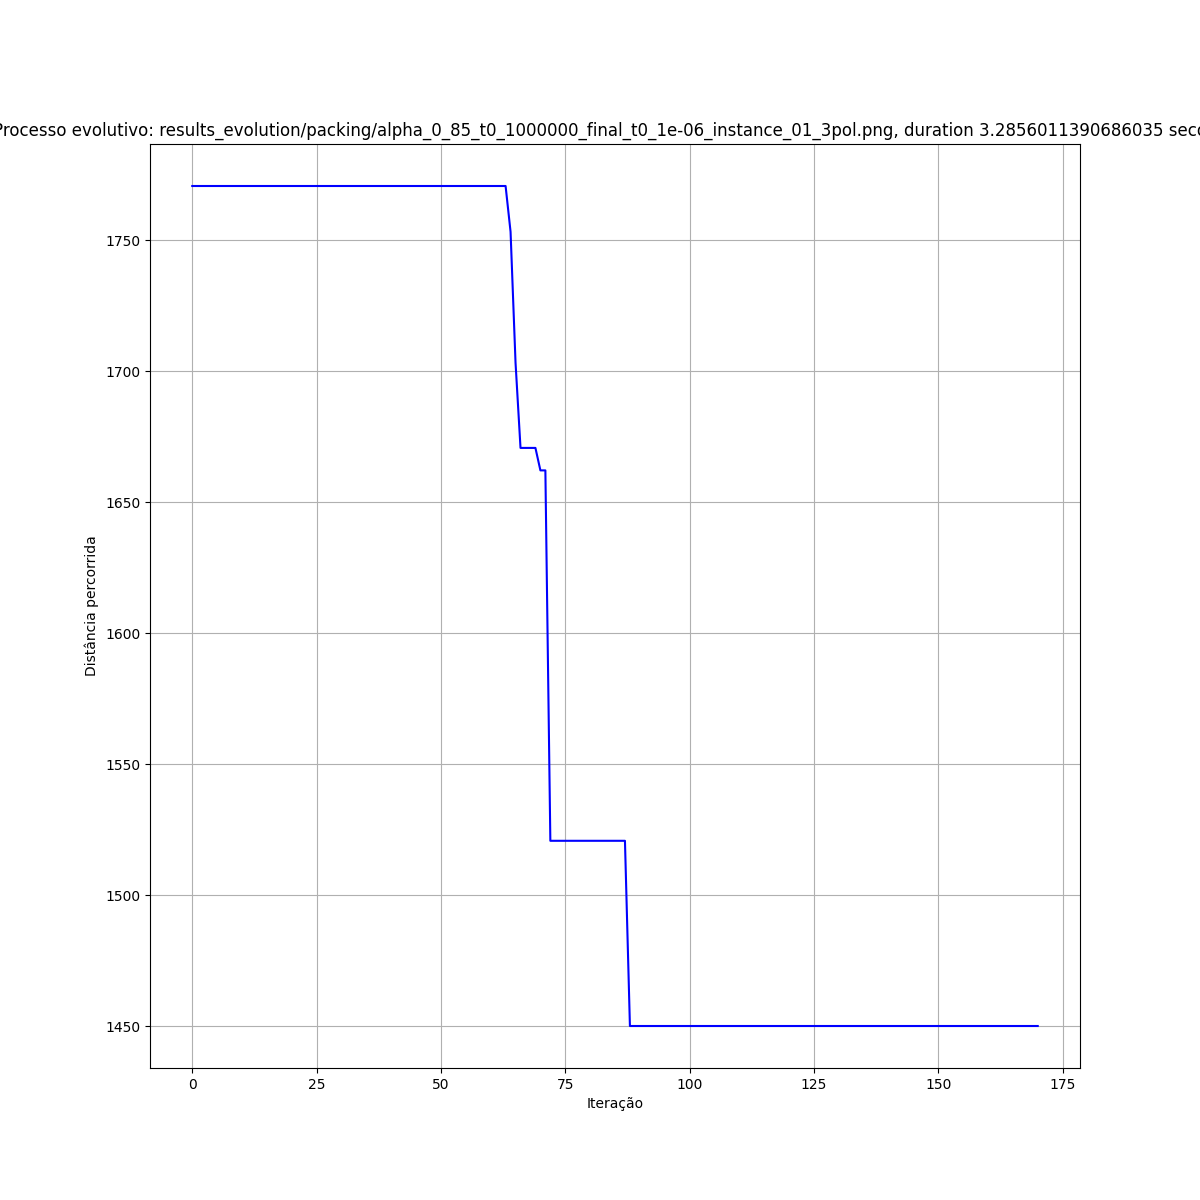 Processo evolutivo: results_evolution/packing/alpha_0_85_t0_1000000_final_t0_1e-06_instance_01_3pol.png, duration 3.2856011390686035
1750
1700
1650
1600
1550
1500
1450
Distância percorrida
0 25 50 75 100 125 150 175
Iteração